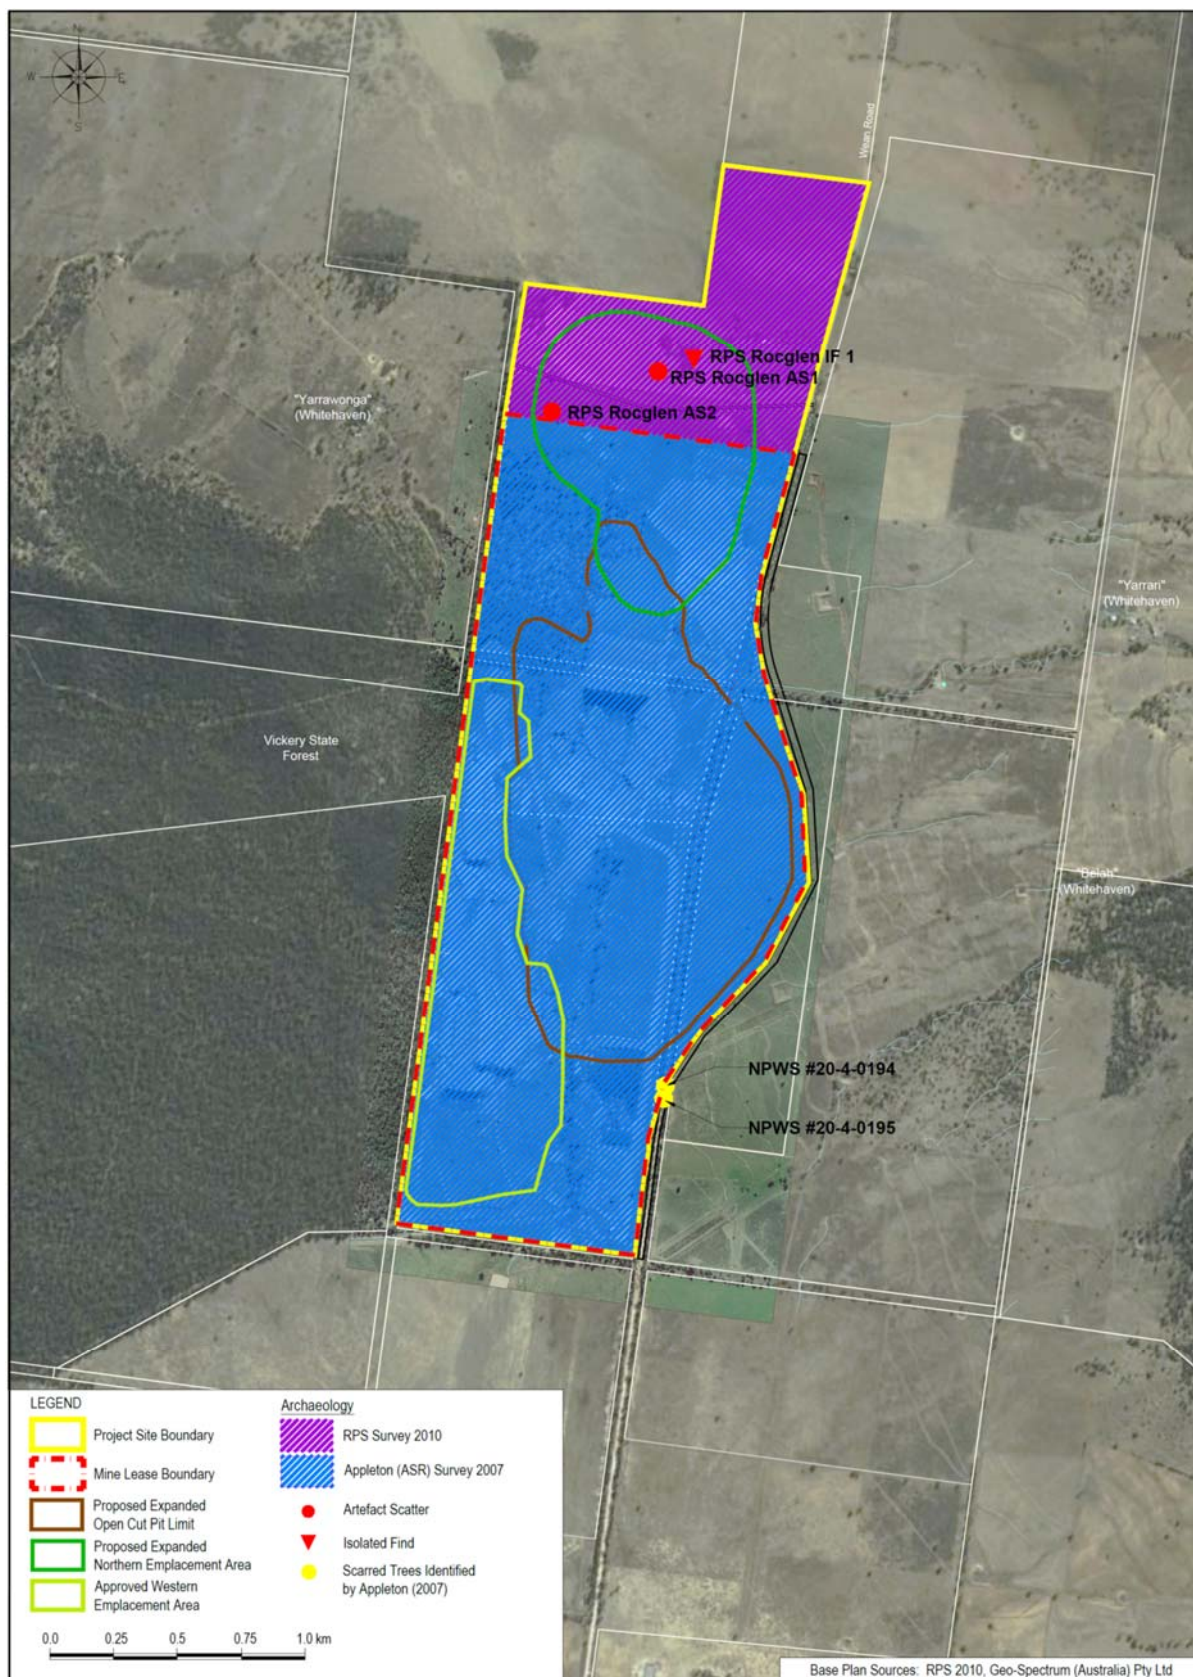 N
W E
S
Wean Road
RPS Rocglen IF 1
RPS Rocglen AS1
RPS Rocglen AS2
"Yarrawonga"
(Whitehaven)
"Yarrari"
(Whitehaven)
Vickery State
Forest
"Belah"
(Whitehaven)
NPWS #20-4-0194
NPWS #20-4-0195
LEGEND
Project Site Boundary
Mine Lease Boundary
Proposed Expanded
Open Cut Pit Limit
Proposed Expanded
Northern Emplacement Area
Approved Western
Emplacement Area
0.0 0.25 0.5 0.75 1.0 km
Archaeology
RPS Survey 2010
Appleton (ASR) Survey 2007
Artefact Scatter
Isolated Find
Scarred Trees Identified
by Appleton (2007)
Base Plan Sources: RPS 2010, Geo-Spectrum (Australia) Pty Ltd